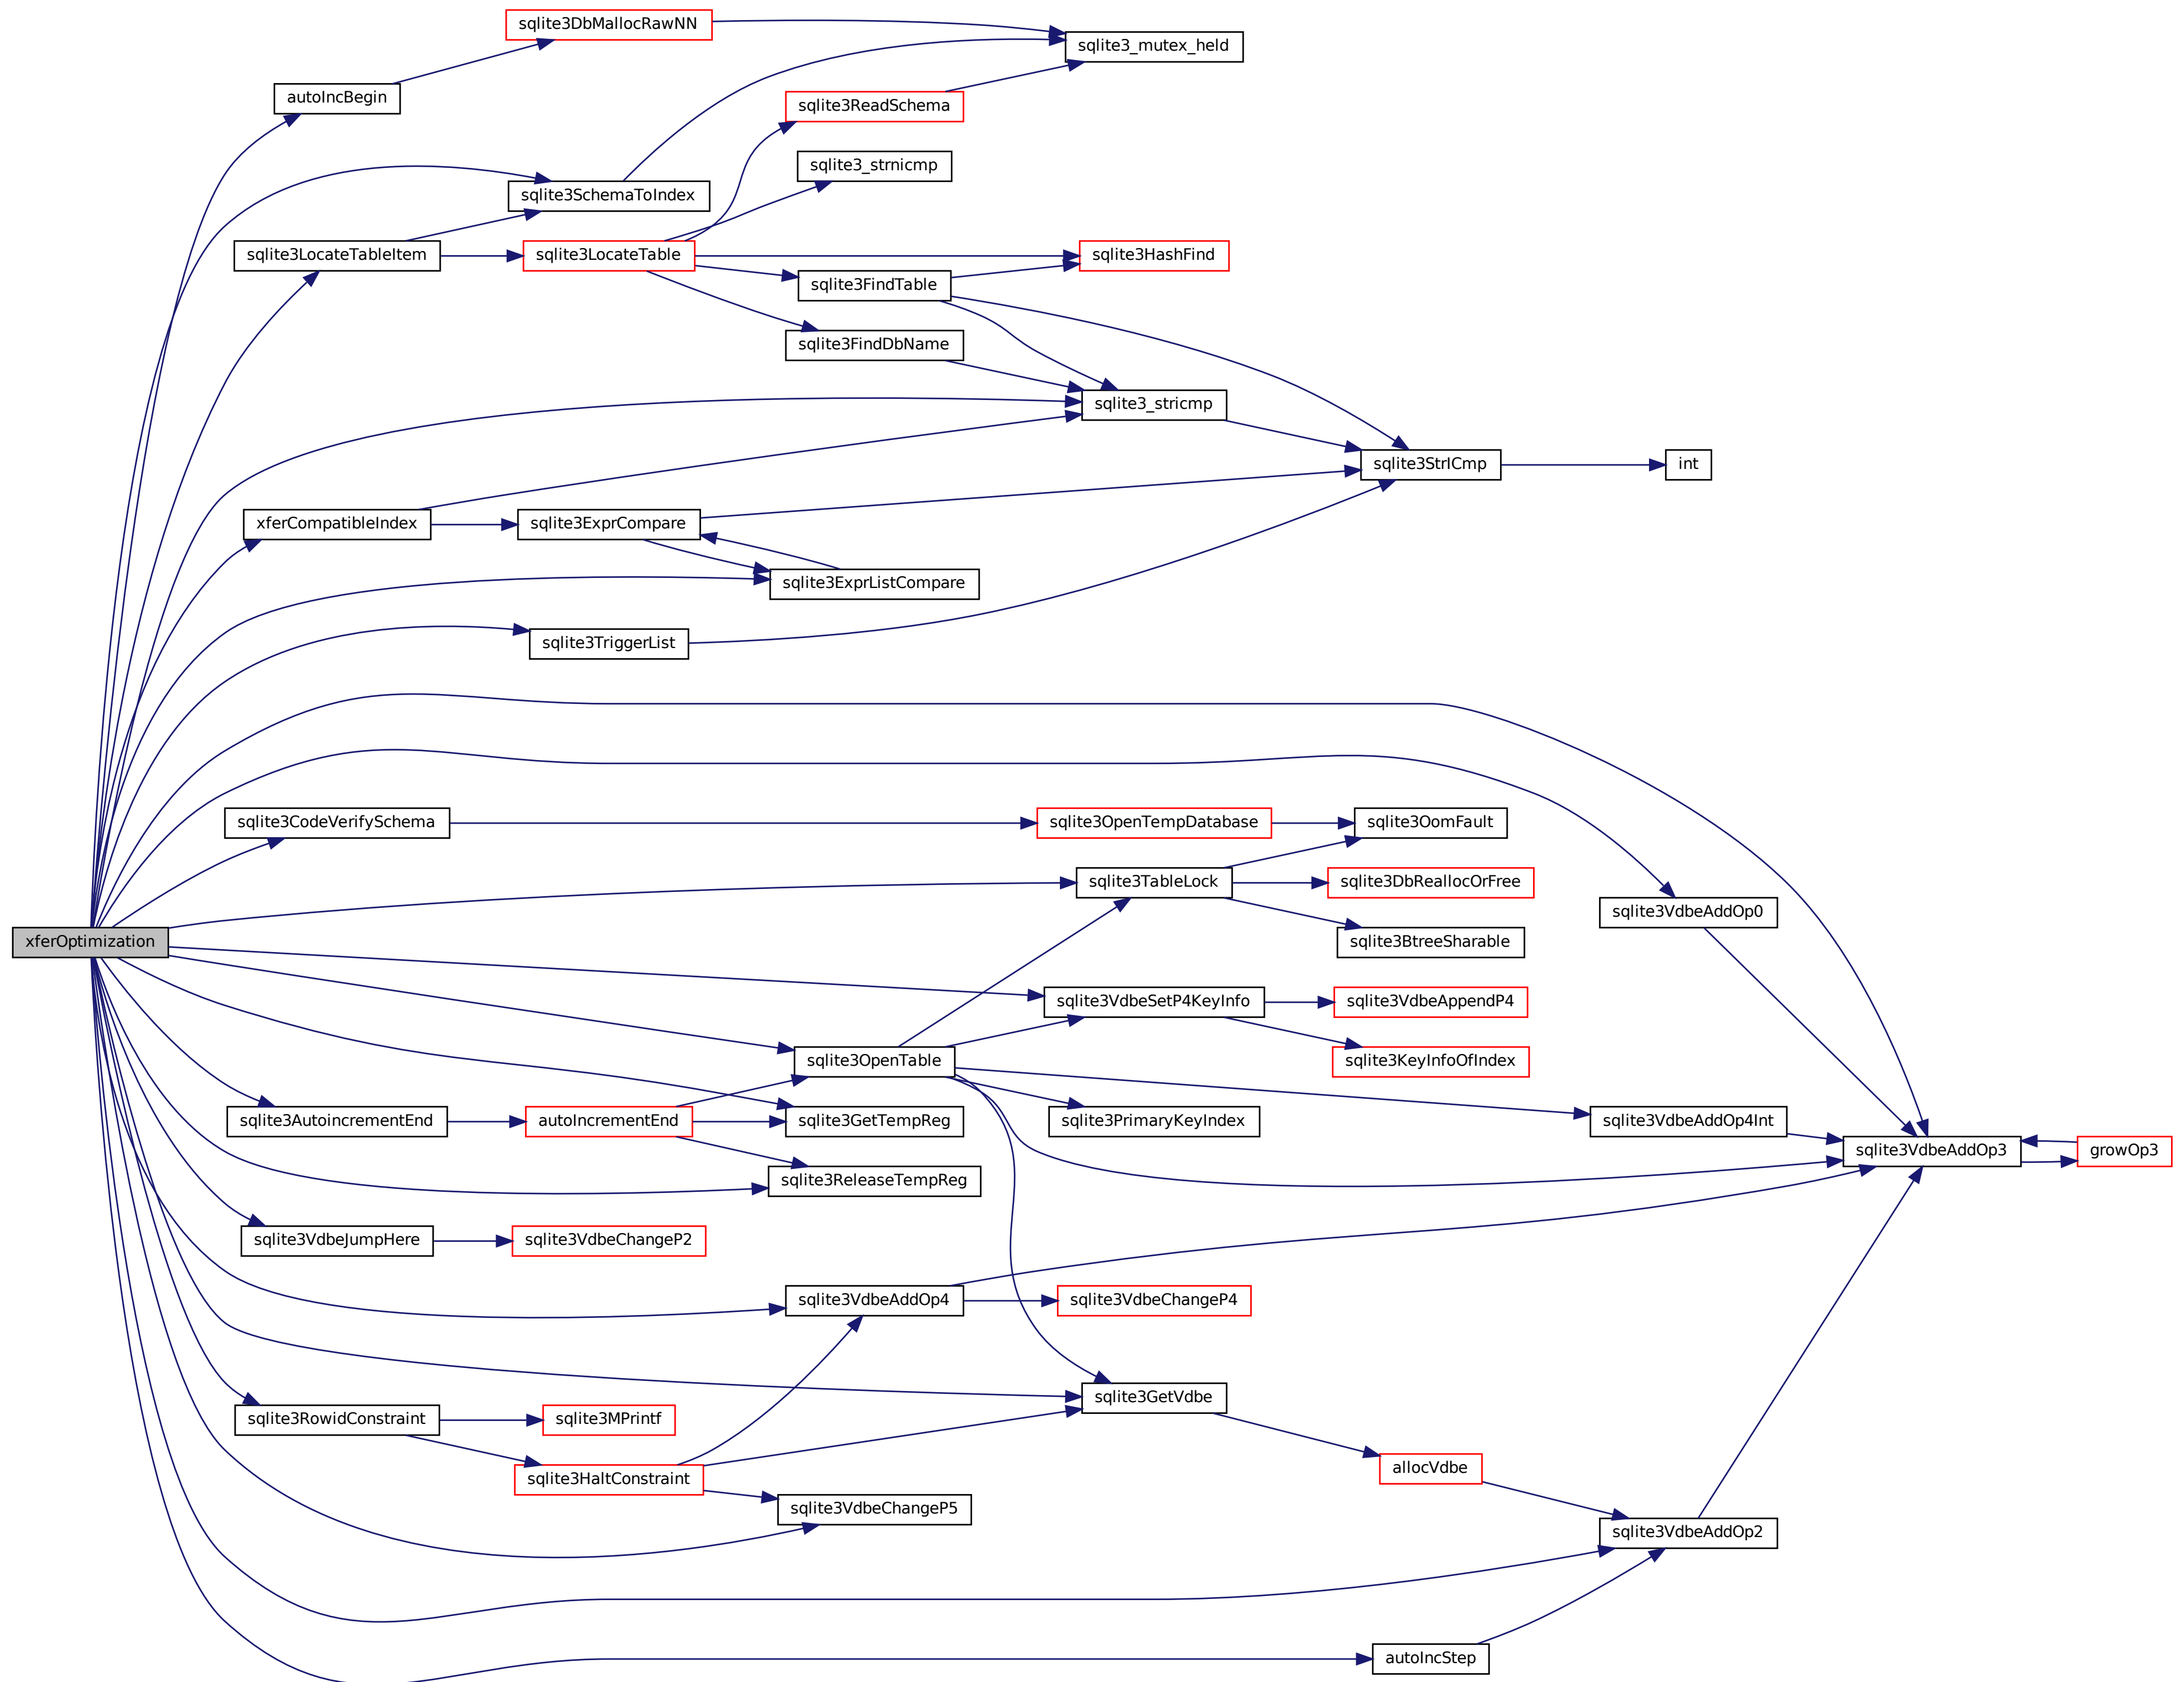 sqlite3DbMallocRawNN
sqlite3_mutex_held
autoIncBegin
sqlite3ReadSchema
sqlite3_strnicmp
sqlite3SchemaToIndex
sqlite3LocateTableItem
sqlite3LocateTable
sqlite3HashFind
sqlite3FindTable
sqlite3FindDbName
sqlite3_stricmp
sqlite3StrICmp
int
xferCompatibleIndex
sqlite3ExprCompare
sqlite3ExprListCompare
sqlite3TriggerList
sqlite3CodeVerifySchema
sqlite3OpenTempDatabase
sqlite3OomFault
sqlite3TableLock
sqlite3DbReallocOrFree
sqlite3VdbeAddOp0
xferOptimization
sqlite3BtreeSharable
sqlite3VdbeSetP4KeyInfo
sqlite3VdbeAppendP4
sqlite3OpenTable
sqlite3KeyInfoOfIndex
sqlite3AutoincrementEnd
autoIncrementEnd
sqlite3GetTempReg
sqlite3PrimaryKeyIndex
sqlite3VdbeAddOp4Int
sqlite3VdbeAddOp3
growOp3
sqlite3ReleaseTempReg
sqlite3VdbeJumpHere
sqlite3VdbeChangeP2
sqlite3VdbeAddOp4
sqlite3VdbeChangeP4
sqlite3GetVdbe
sqlite3RowidConstraint
sqlite3MPrintf
sqlite3HaltConstraint
allocVdbe
sqlite3VdbeChangeP5
sqlite3VdbeAddOp2
autoIncStep